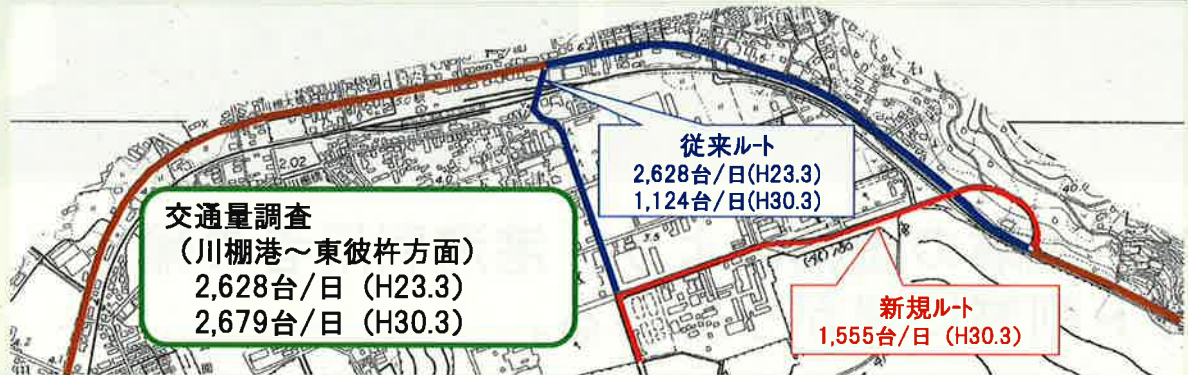 従来ルート
2,628台/日(H23.3)
1,124台/日(H30.3)
交通量調査
（川棚港～東彼杵方面）
2,628台/日 (H23.3)
2,679台/日 (H30.3)
新規ルート
1,555台/日 (H30.3)
2.02